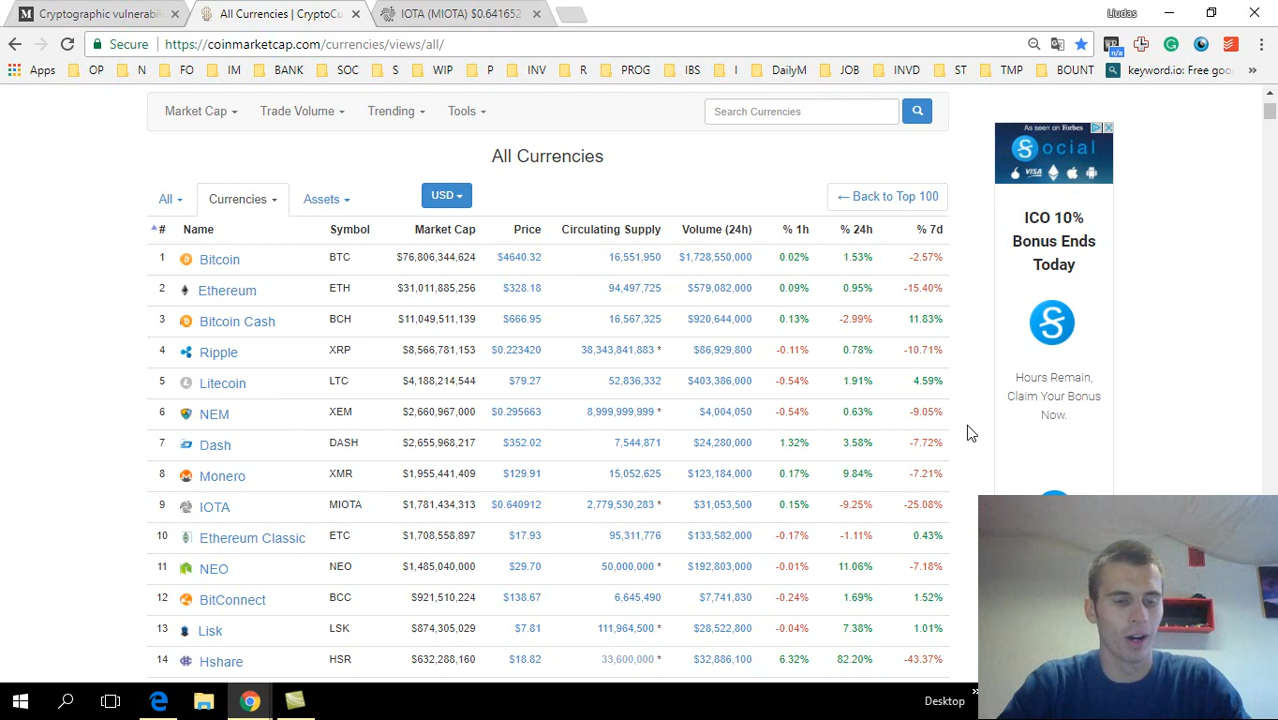 Cryptographic vulnerabil
All Currencies | CryptoCu
IOTA (MIOTA) $0.641652
Liudas
Secure https://coinmarketcap.com/currencies/views/all/
n/a
Apps OP N FO IM BANK SOC S WIP P INV R PROG IBS I DailyM CB INVD ST TMP BOUNT keyword.io: Free goo »
Market Cap Trade Volume Trending Tools Search Currencies
All Currencies
All Currencies Assets USD ← Back to Top 100
# Name Symbol Market Cap Price Circulating Supply Volume (24h) % 1h % 24h % 7d
1 Bitcoin BTC $76,806,344,624 $4640.32 16,551,950 $1,728,550,000 0.02% 1.53% -2.57%
2 Ethereum ETH $31,011,885,256 $328.18 94,497,725 $579,082,000 0.09% 0.95% -15.40%
3 Bitcoin Cash BCH $11,049,511,139 $666.95 16,567,325 $920,644,000 0.13% -2.99% 11.83%
4 Ripple XRP $8,566,781,153 $0.223420 38,343,841,883 * $86,929,800 -0.11% 0.78% -10.71%
5 Litecoin LTC $4,188,214,544 $79.27 52,836,332 $403,386,000 -0.54% 1.91% 4.59%
6 NEM XEM $2,660,967,000 $0.295663 8,999,999,999 * $4,004,050 -0.54% 0.63% -9.05%
7 Dash DASH $2,655,968,217 $352.02 7,544,871 $24,280,000 1.32% 3.58% -7.72%
8 Monero XMR $1,955,441,409 $129.91 15,052,625 $123,184,000 0.17% 9.84% -7.21%
9 IOTA MIOTA $1,781,434,313 $0.640912 2,779,530,283 * $31,053,500 0.15% -9.25% -25.08%
10 Ethereum Classic ETC $1,708,558,897 $17.93 95,311,776 $133,582,000 -0.17% -1.11% 0.43%
11 NEO NEO $1,485,040,000 $29.70 50,000,000 * $192,803,000 -0.01% 11.06% -7.18%
12 BitConnect BCC $921,510,224 $138.67 6,645,490 $7,741,830 -0.24% 1.69% 1.52%
13 Lisk LSK $874,305,029 $7.81 111,964,500 * $28,522,800 -0.04% 7.38% 1.01%
14 Hshare HSR $632,288,160 $18.82 33,600,000 * $32,886,100 6.32% 82.20% -43.37%
As seen on Forbes
Social
VISA
ICO 10%
Bonus Ends
Today
Hours Remain,
Claim Your Bonus
Now.
Desktop »